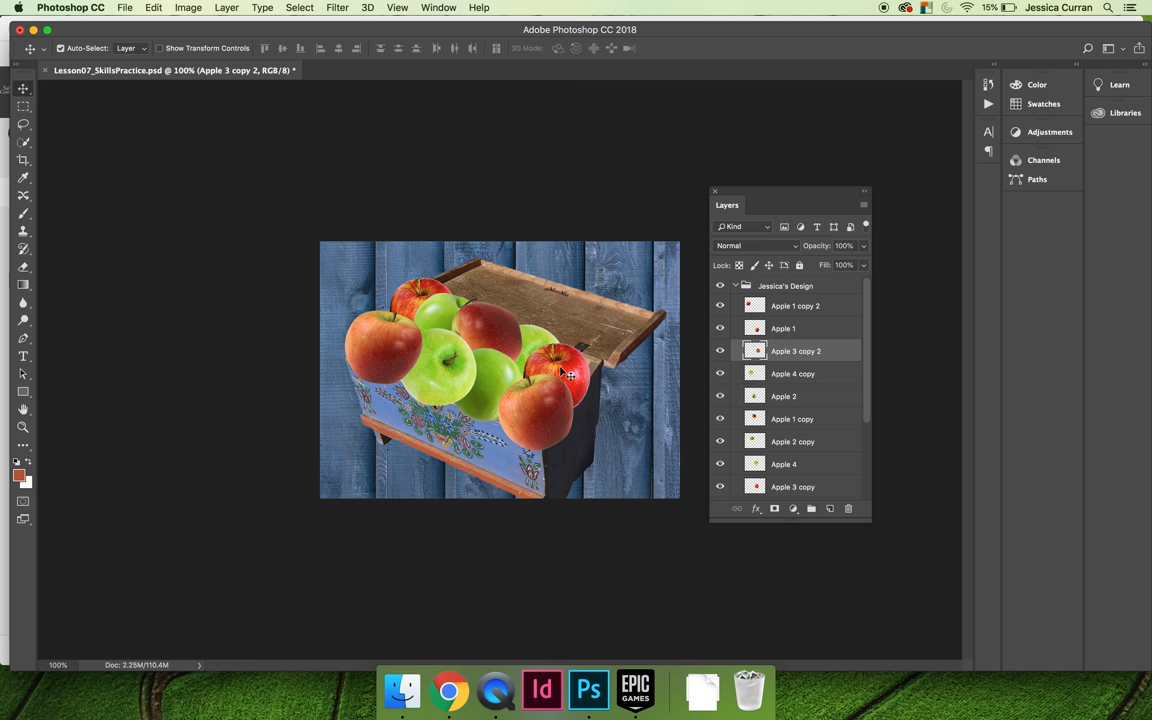 Photoshop CC File Edit Image Layer Type Select Filter 3D View Window Help 15% Jessica Curran
Adobe Photoshop CC 2018
Auto-Select: Layer Show Transform Controls 3D Mode:
Lesson07_SkillsPractice.psd @ 100% (Apple 3 copy 2, RGB/8) *
Color
Learn
Swatches
Libraries
Adjustments
Channels
Paths
Layers
Kind
Normal Opacity: 100%
Lock: Fill: 100%
Jessica's Design
Apple 1 copy 2
Apple 1
Apple 3 copy 2
Apple 4 copy
Apple 2
Apple 1 copy
Apple 2 copy
Apple 4
Apple 3 copy
fx
100% Doc: 2.25M/110.4M
Id Ps EPIC GAMES